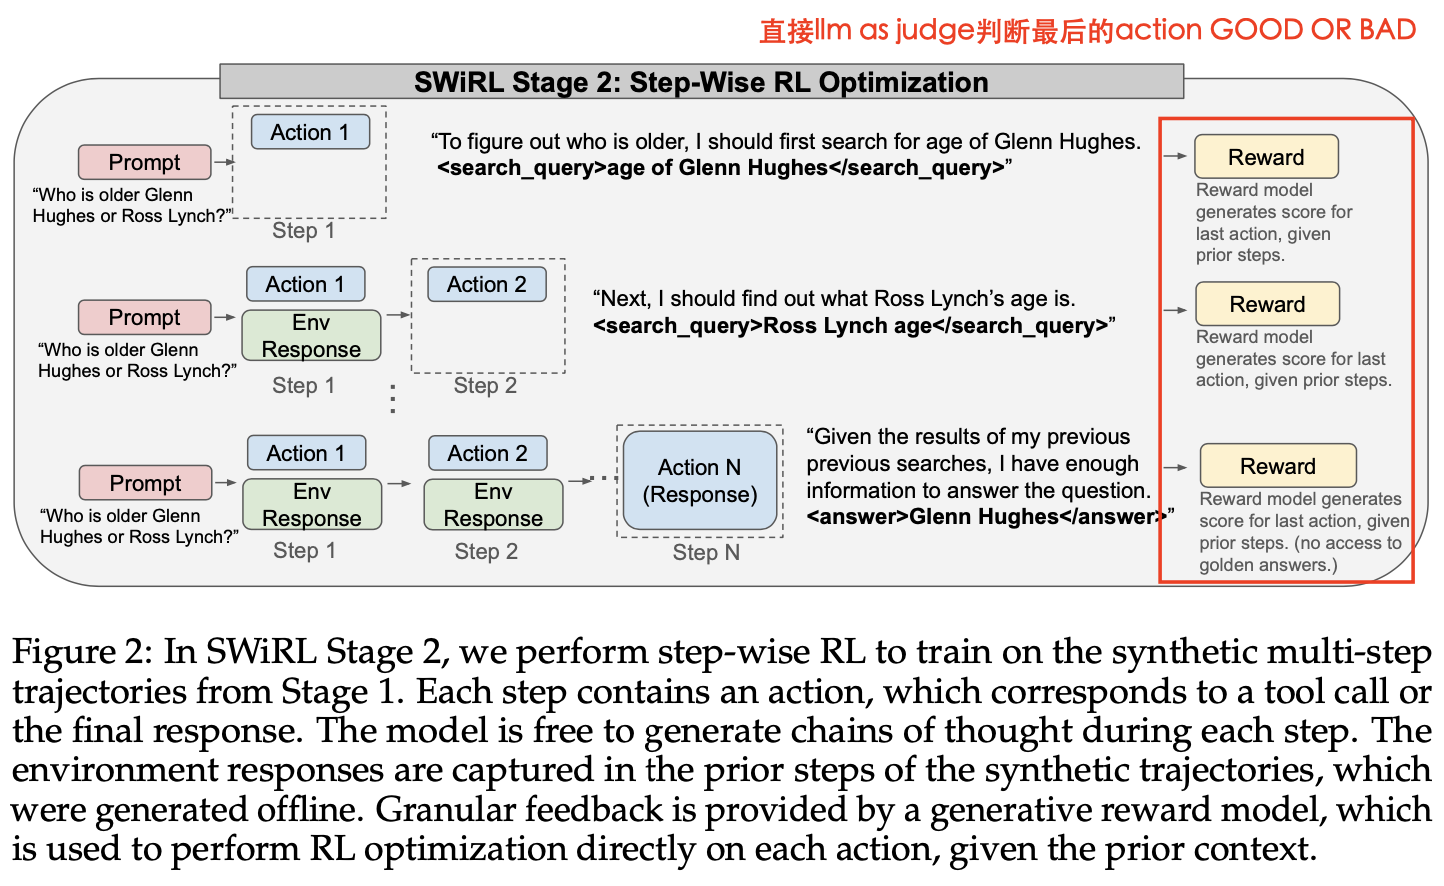 直接llm as judge判断最后的action GOOD OR BAD
SWiRL Stage 2: Step-Wise RL Optimization
Prompt
“Who is older Glenn
Hughes or Ross Lynch?”
Action 1
Step 1
“To figure out who is older, I should first search for age of Glenn Hughes.
<search_query>age of Glenn Hughes</search_query>”
Reward
Reward model
generates score for
last action, given
prior steps.
Prompt
“Who is older Glenn
Hughes or Ross Lynch?”
Action 1
Env
Response
Step 1
Action 2
Step 2
“Next, I should find out what Ross Lynch’s age is.
<search_query>Ross Lynch age</search_query>”
Reward
Reward model
generates score for last
action, given prior steps.
Prompt
“Who is older Glenn
Hughes or Ross Lynch?”
Action 1
Env
Response
Step 1
Action 2
Env
Response
Step 2
Action N
(Response)
Step N
“Given the results of my previous
previous searches, I have enough
information to answer the question.
<answer>Glenn Hughes</answer>”
Reward
Reward model generates
score for last action, given
prior steps. (no access to
golden answers.)
Figure 2: In SWiRL Stage 2, we perform step-wise RL to train on the synthetic multi-step
trajectories from Stage 1. Each step contains an action, which corresponds to a tool call or
the final response. The model is free to generate chains of thought during each step. The
environment responses are captured in the prior steps of the synthetic trajectories, which
were generated offline. Granular feedback is provided by a generative reward model, which
is used to perform RL optimization directly on each action, given the prior context.